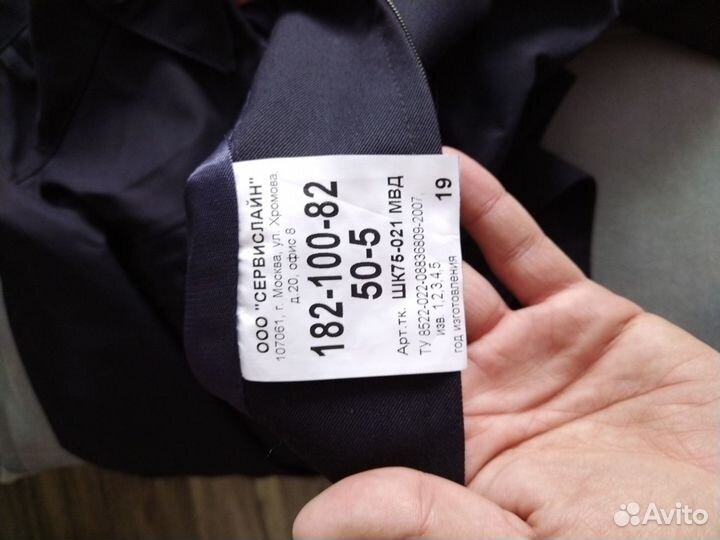 ООО "СЕРВИСЛАЙН"
107061, г. Москва, ул. Хромова,
д.20, офис 8
182-100-82
50-5
Арт.тк. ШК75-021 МВД
ТУ 8522-022-08836809-2007,
изв. 1,2,3,4,5
год изготовления 19
Avito